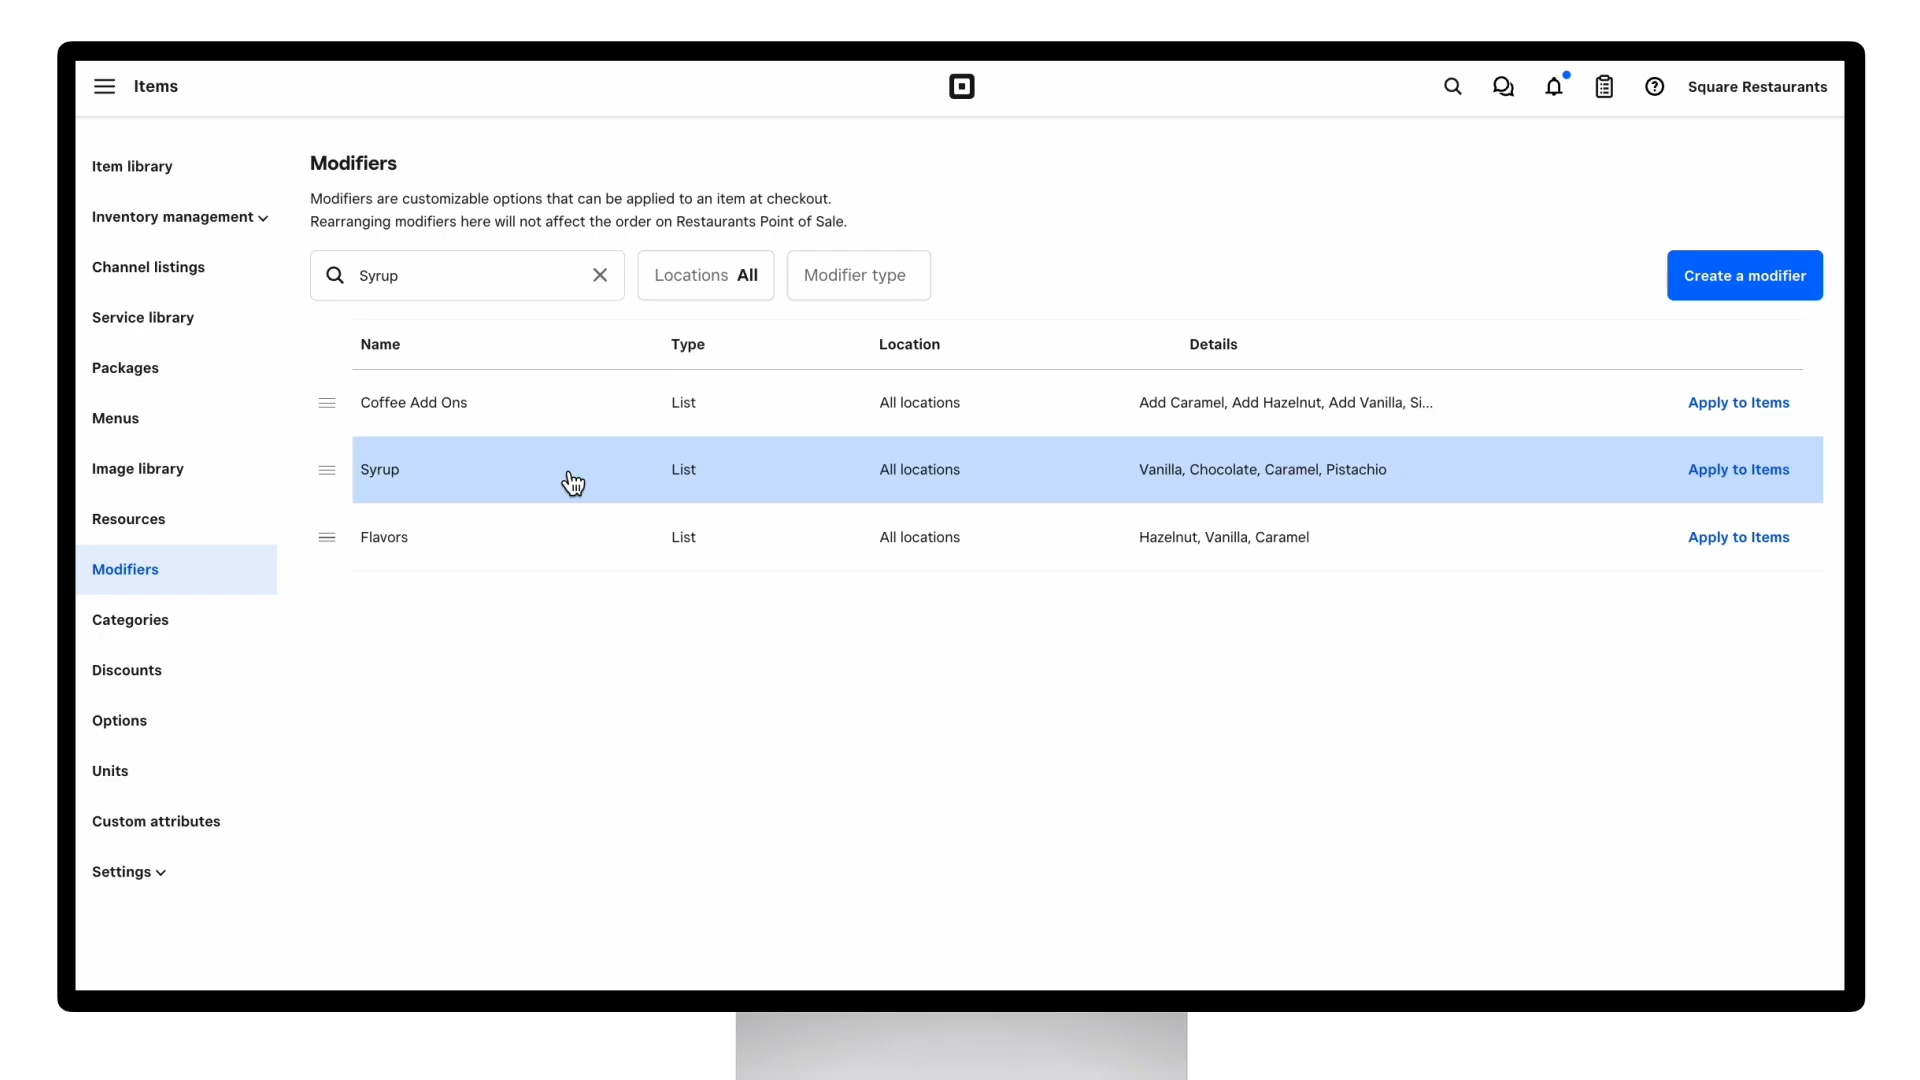 Items
Square Restaurants
Item library
Inventory management
Channel listings
Service library
Packages
Menus
Image library
Resources
Modifiers
Categories
Discounts
Options
Units
Custom attributes
Settings
Modifiers
Modifiers are customizable options that can be applied to an item at checkout.
Rearranging modifiers here will not affect the order on Restaurants Point of Sale.
Syrup
Locations All
Modifier type
Create a modifier
Name Type Location Details
Coffee Add Ons List All locations Add Caramel, Add Hazelnut, Add Vanilla, Si... Apply to Items
Syrup List All locations Vanilla, Chocolate, Caramel, Pistachio Apply to Items
Flavors List All locations Hazelnut, Vanilla, Caramel Apply to Items